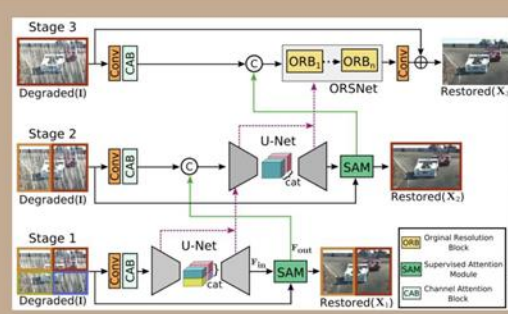 Stage 3
Conv
CAB
C
ORB1
ORBn
Conv
ORSNet
Degraded(I)
Restored(X3
Stage 2
U-Net
Conv
CAB
C
cat
SAM
Degraded(I)
Restored(X2)
Stage 1
U-Net
Fout
Conv
CAB
Fin
cat
SAM
Degraded(I)
Restored(X1)
ORB Orginal Resolution
Block
SAM Supervised Attention
Module
CAB Channel Attention
Block